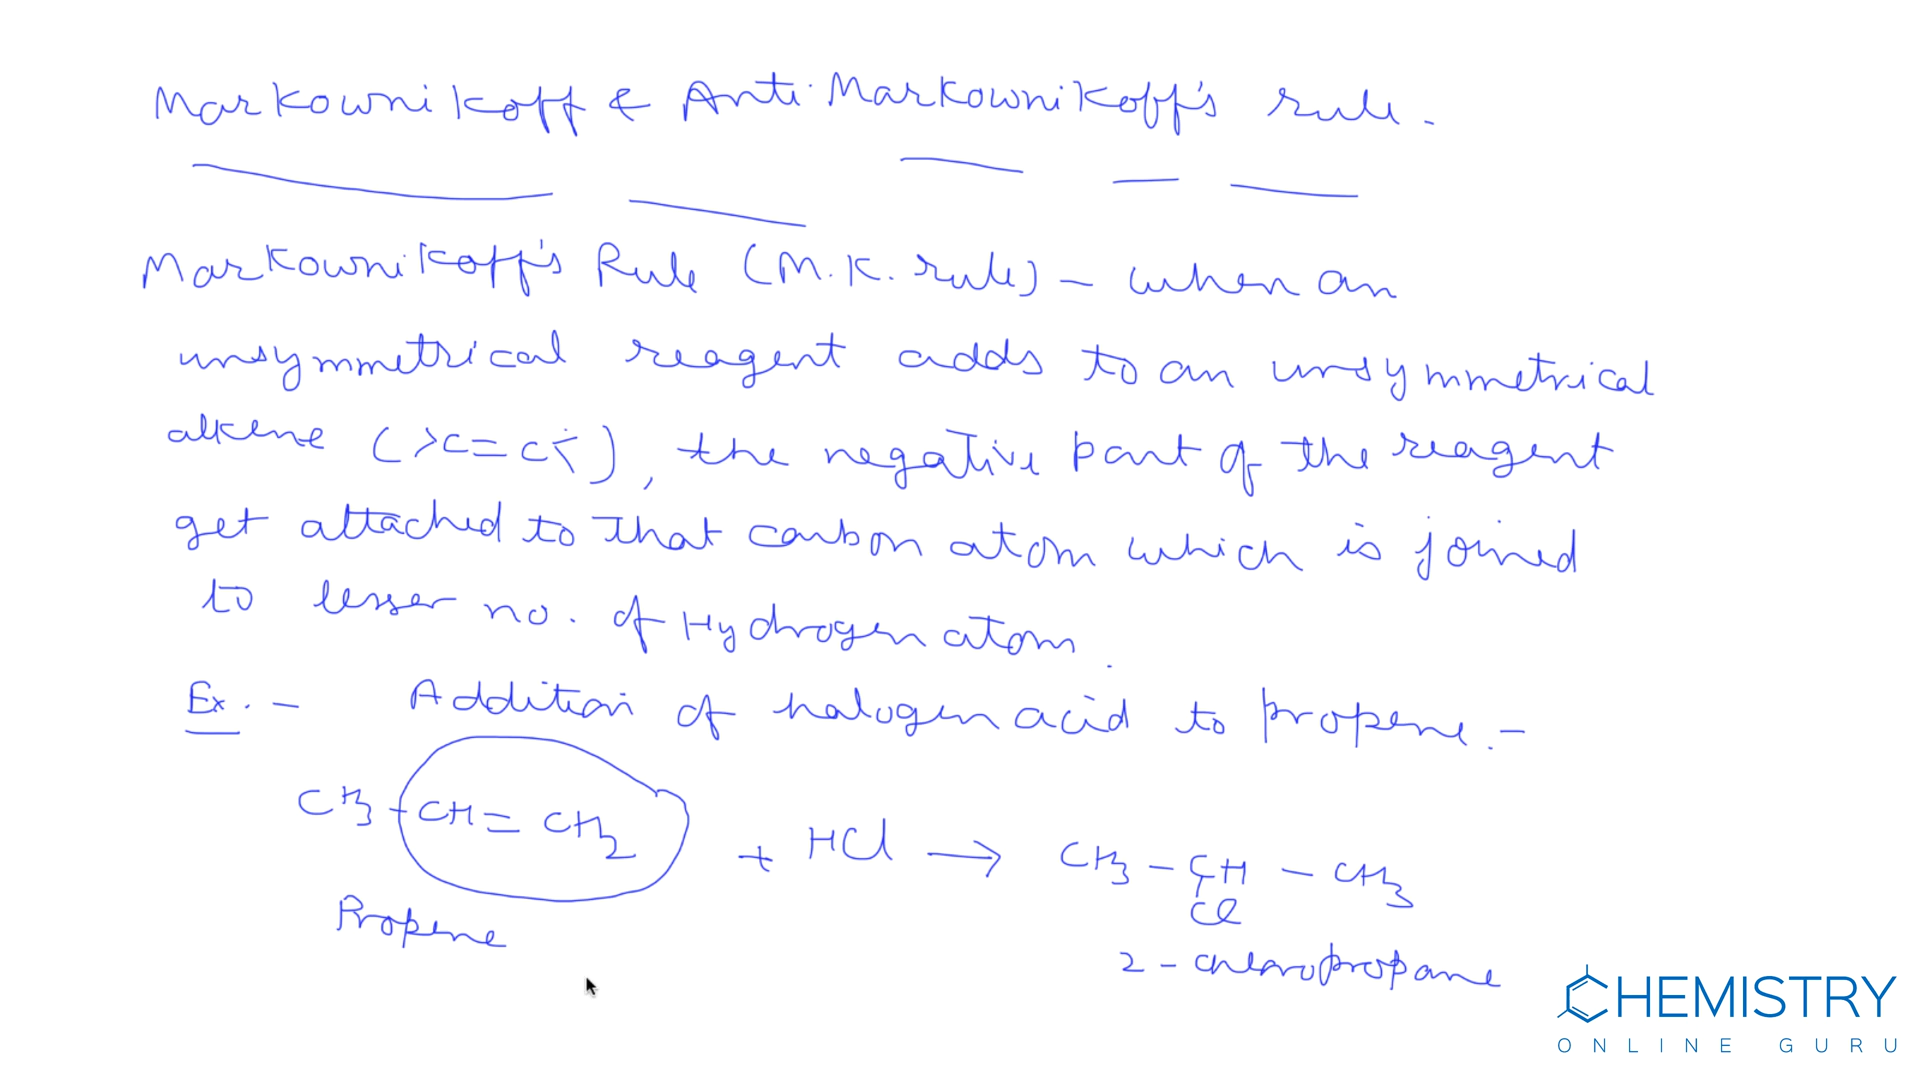 Markownikoff & Anti-Markownikoff's rule.
Markownikoff's Rule (M.K. rule) - when an
unsymmetrical reagent adds to an unsymmetrical
alkene (>C=C<), the negative part of the reagent
get attached to that carbon atom which is joined
to lesser no. of Hydrogen atom.
Ex. - Addition of halogen acid to propene. -
CH3-CH=CH2 + HCl → CH3-CH-CH3
Cl
Propene
2-chloropropane
CHEMISTRY
ONLINE GURU